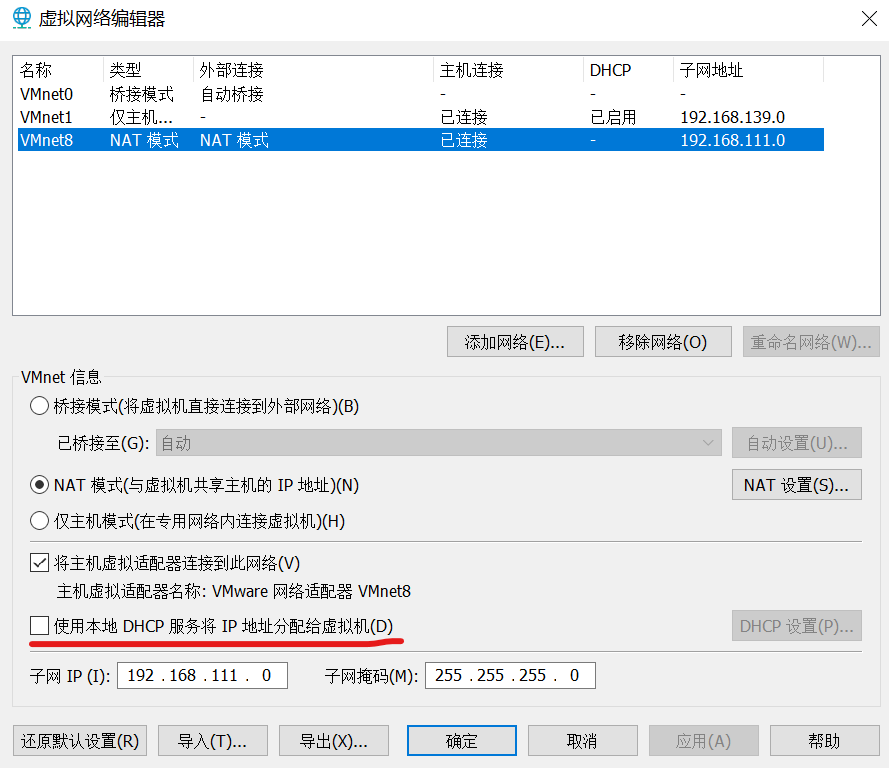 虚拟网络编辑器
名称 类型 外部连接 主机连接 DHCP 子网地址
VMnet0 桥接模式 自动桥接 - - -
VMnet1 仅主机... - 已连接 已启用 192.168.139.0
VMnet8 NAT 模式 NAT 模式 已连接 - 192.168.111.0
添加网络(E)... 移除网络(O) 重命名网络(W)...
VMnet 信息
桥接模式(将虚拟机直接连接到外部网络)(B)
已桥接至(G): 自动 自动设置(U)...
NAT 模式(与虚拟机共享主机的 IP 地址)(N) NAT 设置(S)...
仅主机模式(在专用网络内连接虚拟机)(H)
将主机虚拟适配器连接到此网络(V)
主机虚拟适配器名称: VMware 网络适配器 VMnet8
使用本地 DHCP 服务将 IP 地址分配给虚拟机(D) DHCP 设置(P)...
子网 IP (I): 192 . 168 . 111 . 0 子网掩码(M): 255 . 255 . 255 . 0
还原默认设置(R) 导入(T)... 导出(X)... 确定 取消 应用(A) 帮助